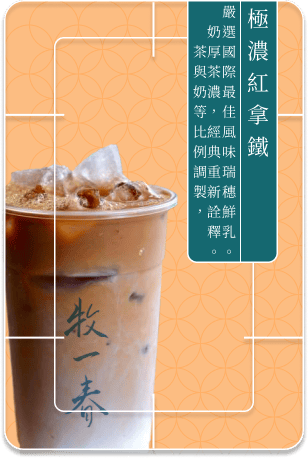 極濃紅拿鐵
嚴選國際最佳風味瑞穗鮮乳。
奶厚茶濃，經典重新詮釋。
茶與奶等比例調製，
牧一春